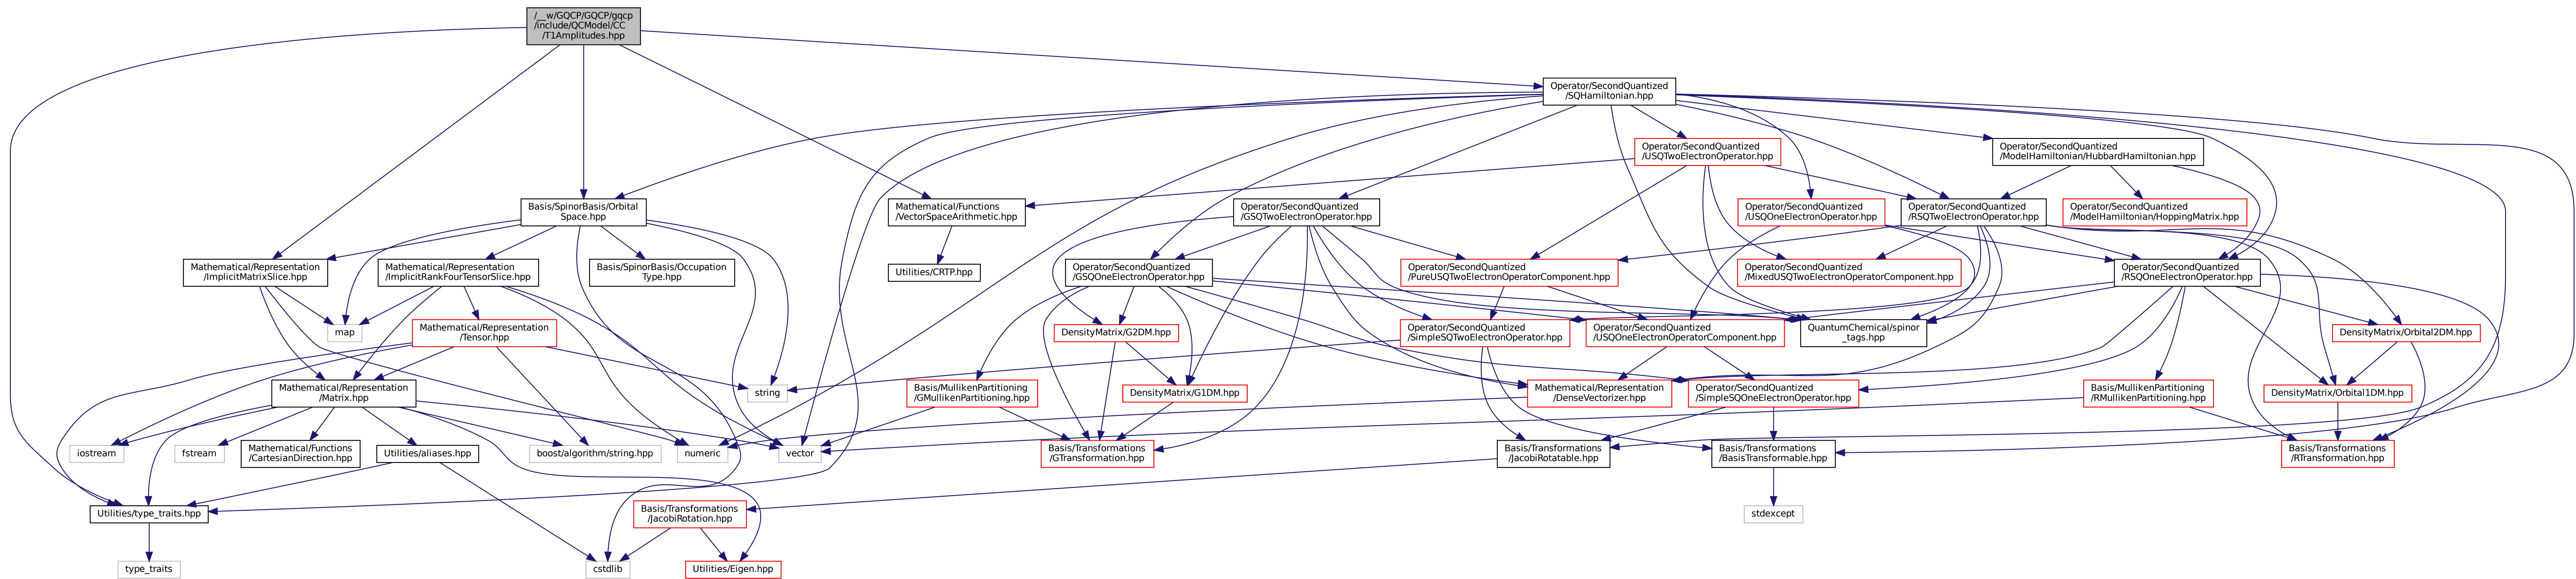 /__w/GQCP/GQCP/gqcp
/include/QCModel/CC
/T1Amplitudes.hpp
Operator/SecondQuantized
/SQHamiltonian.hpp
Operator/SecondQuantized
/USQTwoElectronOperator.hpp
Operator/SecondQuantized
/ModelHamiltonian/HubbardHamiltonian.hpp
Basis/SpinorBasis/Orbital
Space.hpp
Mathematical/Functions
/VectorSpaceArithmetic.hpp
Operator/SecondQuantized
/GSQTwoElectronOperator.hpp
Operator/SecondQuantized
/USQOneElectronOperator.hpp
Operator/SecondQuantized
/RSQTwoElectronOperator.hpp
Operator/SecondQuantized
/ModelHamiltonian/HoppingMatrix.hpp
Mathematical/Representation
/ImplicitMatrixSlice.hpp
Mathematical/Representation
/ImplicitRankFourTensorSlice.hpp
Basis/SpinorBasis/Occupation
Type.hpp
Utilities/CRTP.hpp
Operator/SecondQuantized
/GSQOneElectronOperator.hpp
Operator/SecondQuantized
/PureUSQTwoElectronOperatorComponent.hpp
Operator/SecondQuantized
/MixedUSQTwoElectronOperatorComponent.hpp
Operator/SecondQuantized
/RSQOneElectronOperator.hpp
map
Mathematical/Representation
/Tensor.hpp
DensityMatrix/G2DM.hpp
Operator/SecondQuantized
/SimpleSQTwoElectronOperator.hpp
Operator/SecondQuantized
/USQOneElectronOperatorComponent.hpp
QuantumChemical/spinor
_tags.hpp
DensityMatrix/Orbital2DM.hpp
Mathematical/Representation
/Matrix.hpp
string
Basis/MullikenPartitioning
/GMullikenPartitioning.hpp
DensityMatrix/G1DM.hpp
Mathematical/Representation
/DenseVectorizer.hpp
Operator/SecondQuantized
/SimpleSQOneElectronOperator.hpp
Basis/MullikenPartitioning
/RMullikenPartitioning.hpp
DensityMatrix/Orbital1DM.hpp
iostream
fstream
Mathematical/Functions
/CartesianDirection.hpp
Utilities/aliases.hpp
boost/algorithm/string.hpp
numeric
vector
Basis/Transformations
/GTransformation.hpp
Basis/Transformations
/JacobiRotatable.hpp
Basis/Transformations
/BasisTransformable.hpp
Basis/Transformations
/RTransformation.hpp
Utilities/type_traits.hpp
Basis/Transformations
/JacobiRotation.hpp
stdexcept
type_traits
cstdlib
Utilities/Eigen.hpp